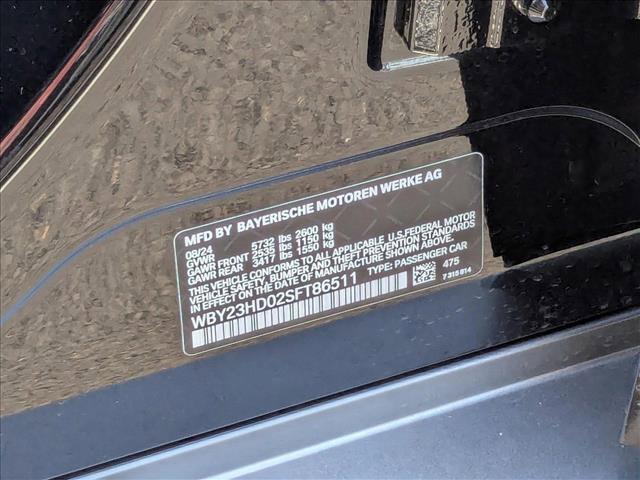 MFD BY BAYERISCHE MOTOREN WERKE AG
08/24
GVWR 5732 lbs 2600 kg
GAWR FRONT 2535 lbs 1150 kg
GAWR REAR 3417 lbs 1550 kg
THIS VEHICLE CONFORMS TO ALL APPLICABLE U.S.FEDERAL MOTOR
VEHICLE SAFETY, BUMPER AND THEFT PREVENTION STANDARDS
IN EFFECT ON THE DATE OF MANUFACTURE SHOWN ABOVE.
WBY23HD02SFT86511 TYPE: PASSENGER CAR
475
7 315 814